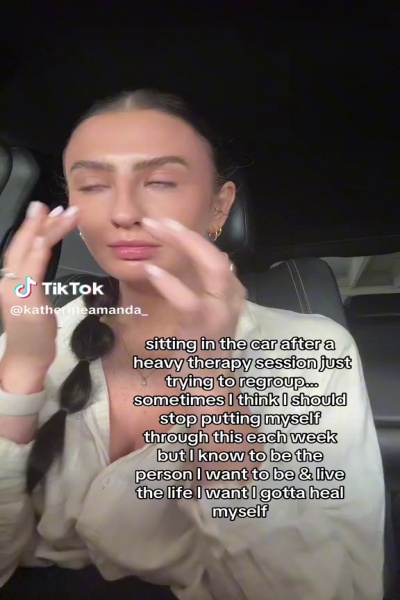 TikTok
@katherineamanda_
sitting in the car after a
heavy therapy session just
trying to regroup...
sometimes I think I should
stop putting myself
through this each week
but I know to be the
person I want to be & live
the life I want I gotta heal
myself